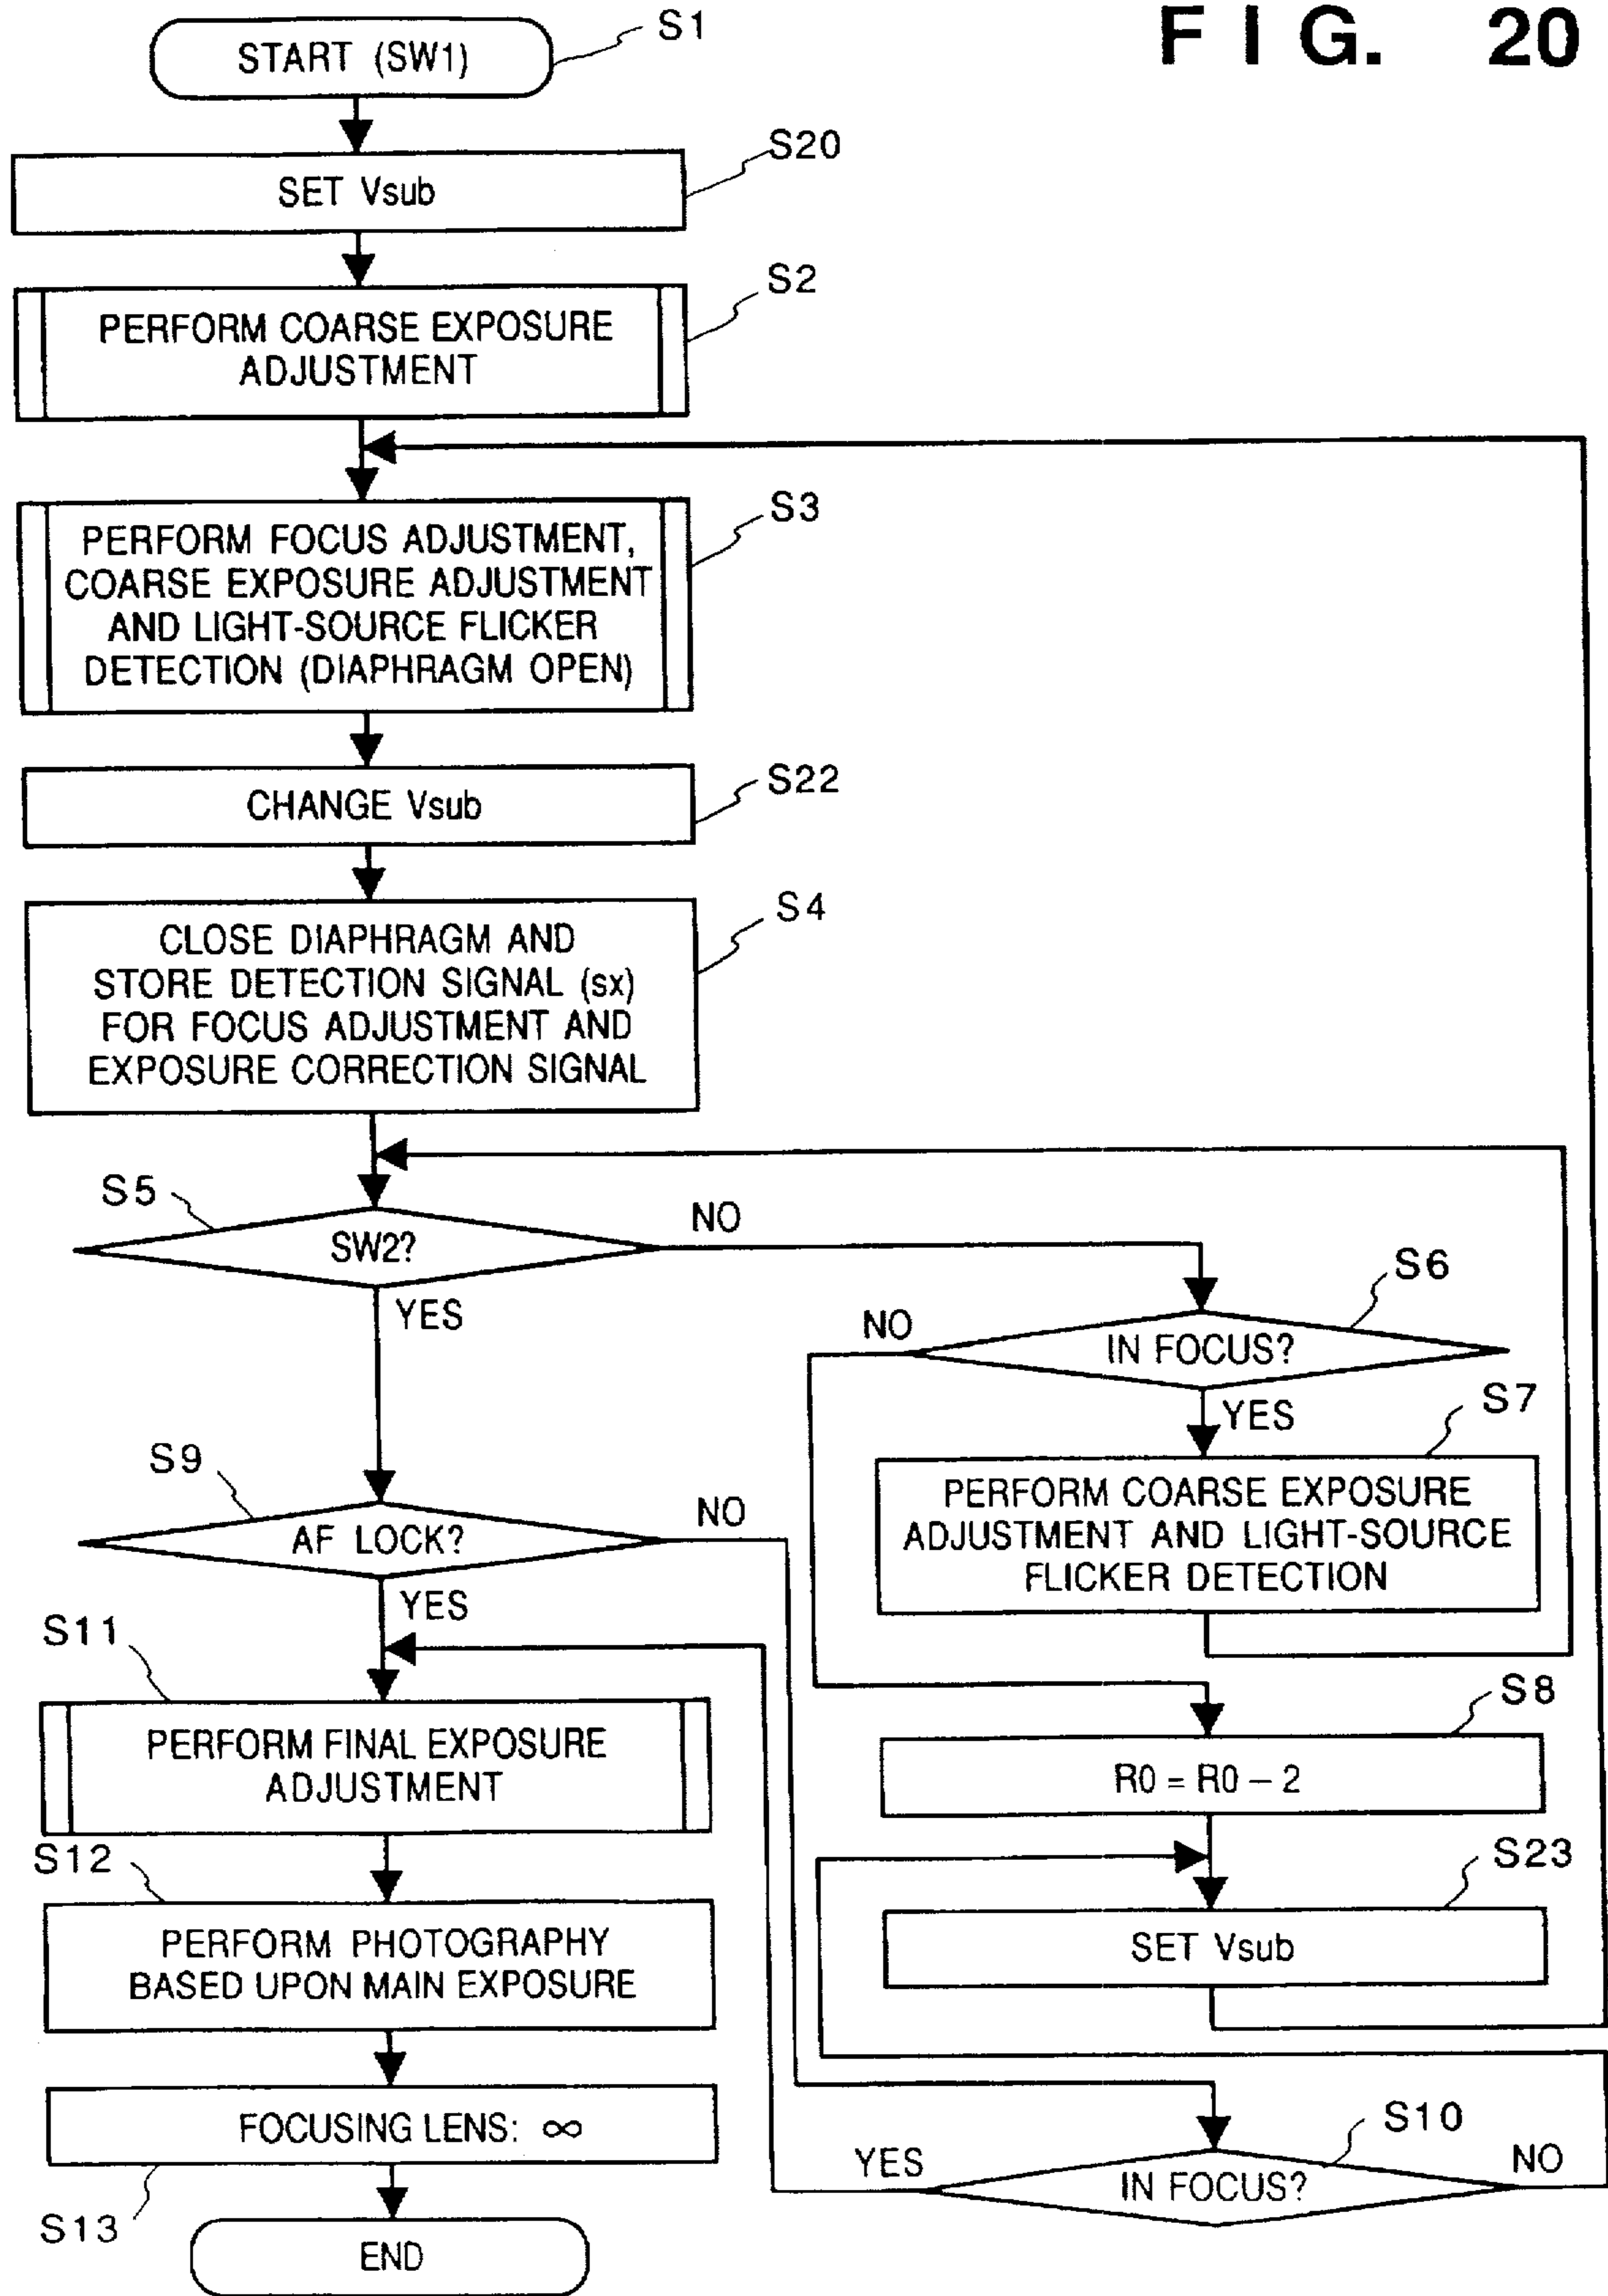 FIG. 20
S1
START (SW1)
S20
SET Vsub
S2
PERFORM COARSE EXPOSURE
ADJUSTMENT
S3
PERFORM FOCUS ADJUSTMENT,
COARSE EXPOSURE ADJUSTMENT
AND LIGHT-SOURCE FLICKER
DETECTION (DIAPHRAGM OPEN)
S22
CHANGE Vsub
S4
CLOSE DIAPHRAGM AND
STORE DETECTION SIGNAL (sx)
FOR FOCUS ADJUSTMENT AND
EXPOSURE CORRECTION SIGNAL
S5
SW2?
NO
YES
S6
IN FOCUS?
NO
YES
S7
PERFORM COARSE EXPOSURE
ADJUSTMENT AND LIGHT-SOURCE
FLICKER DETECTION
S9
AF LOCK?
NO
YES
S8
R0 = R0 – 2
S11
PERFORM FINAL EXPOSURE
ADJUSTMENT
S23
SET Vsub
S12
PERFORM PHOTOGRAPHY
BASED UPON MAIN EXPOSURE
S10
IN FOCUS?
YES
NO
FOCUSING LENS: ∞
S13
END